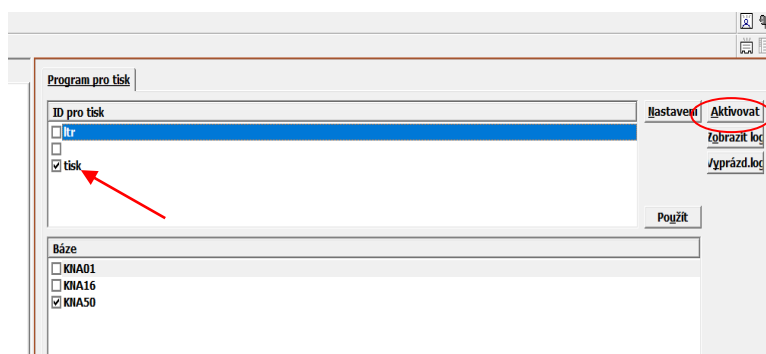 Program pro tisk
ID pro tisk
Nastavení Aktivovat
ltr
Zobrazit log
tisk
Vyprázd.log
Použít
Báze
KNA01
KNA16
KNA50